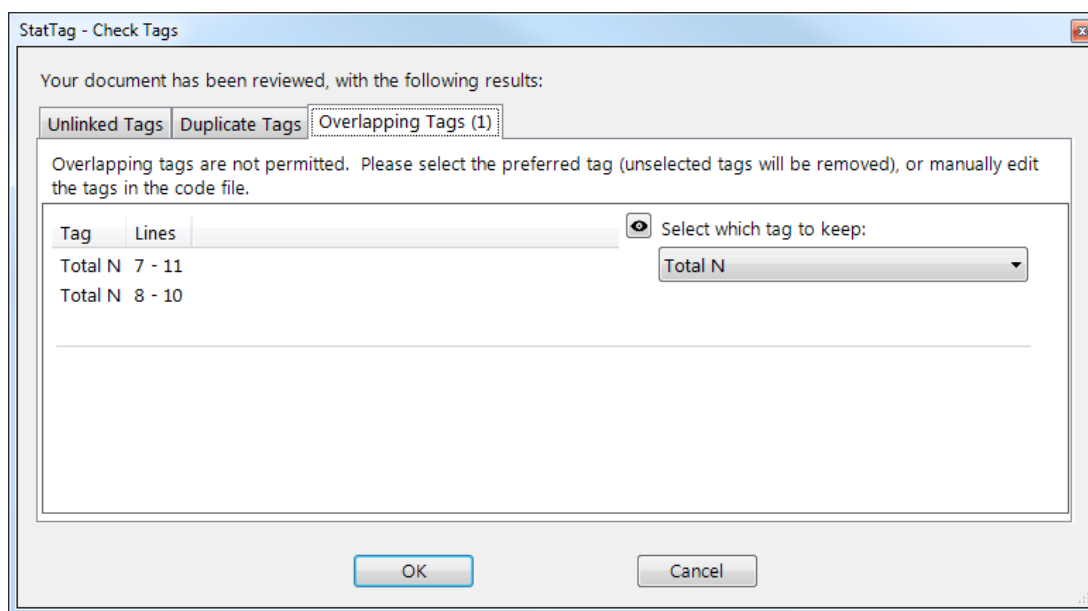 StatTag - Check Tags
Your document has been reviewed, with the following results:
Unlinked Tags Duplicate Tags Overlapping Tags (1)
Overlapping tags are not permitted. Please select the preferred tag (unselected tags will be removed), or manually edit
the tags in the code file.
Tag Lines
Select which tag to keep:
Total N 7 - 11
Total N
Total N 8 - 10
OK Cancel